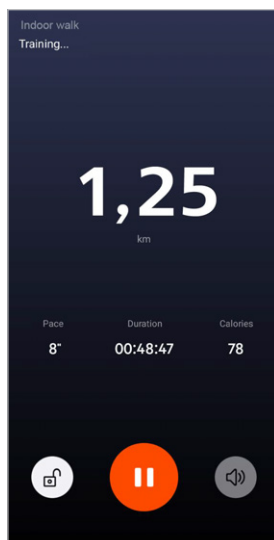 Indoor walk
Training...
1,25
km
Pace Duration Calories
8" 00:48:47 78